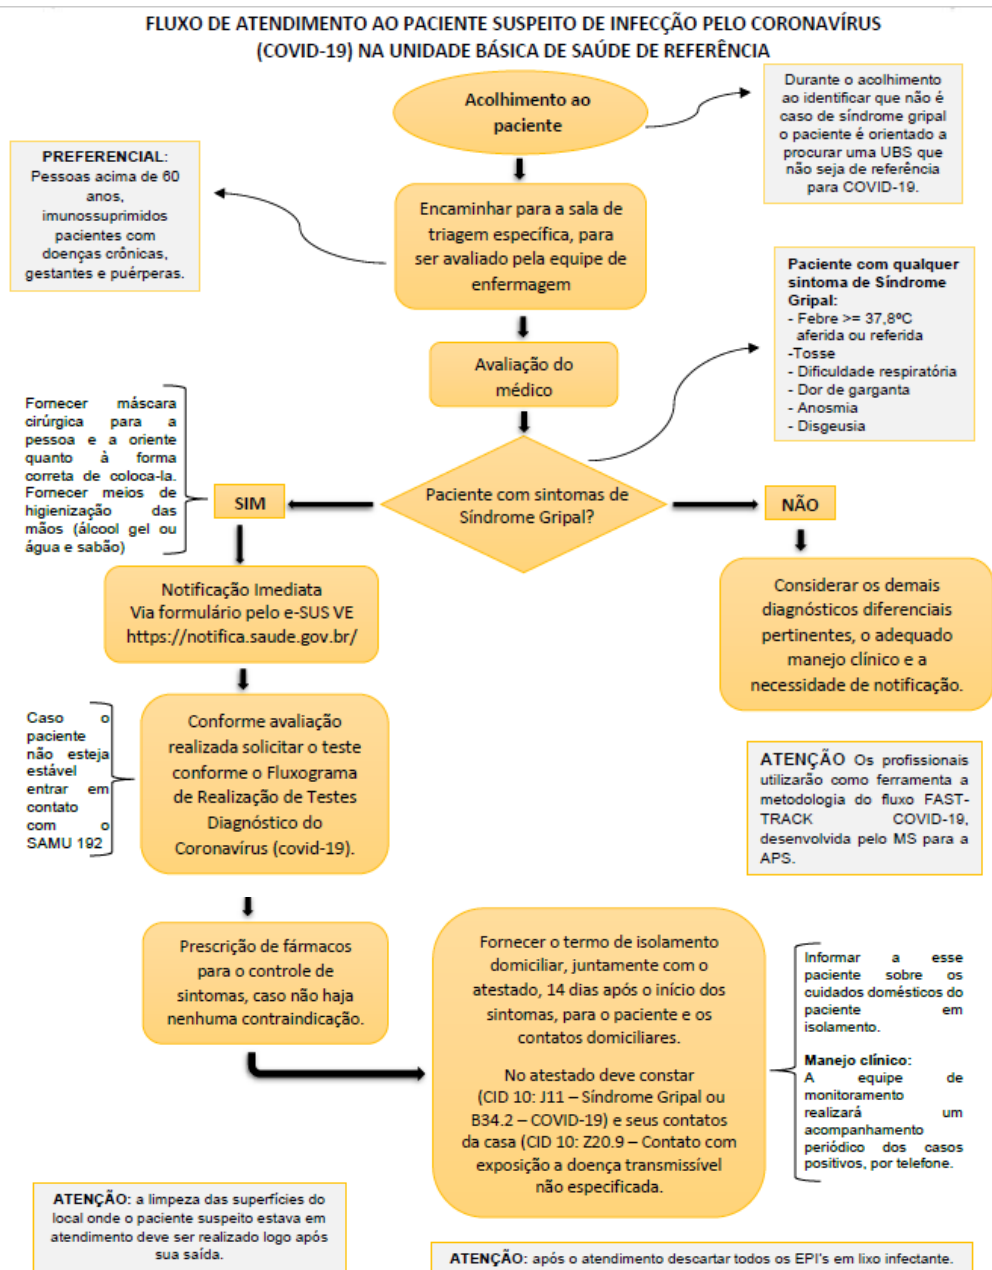 FLUXO DE ATENDIMENTO AO PACIENTE SUSPEITO DE INFECÇÃO PELO CORONAVÍRUS
(COVID-19) NA UNIDADE BÁSICA DE SAÚDE DE REFERÊNCIA
Acolhimento ao
paciente
Durante o acolhimento
ao identificar que não é
caso de síndrome gripal
o paciente é orientado a
procurar uma UBS que
não seja de referência
para COVID-19.
PREFERENCIAL:
Pessoas acima de 60
anos,
imunossuprimidos
pacientes com
doenças crônicas,
gestantes e puérperas.
Encaminhar para a sala de
triagem específica, para
ser avaliado pela equipe de
enfermagem
Paciente com qualquer
sintoma de Síndrome
Gripal:
- Febre >= 37,8ºC
aferida ou referida
-Tosse
- Dificuldade respiratória
- Dor de garganta
- Anosmia
- Disgeusia
Avaliação do
médico
Fornecer máscara
cirúrgica para a
pessoa e a oriente
quanto à forma
correta de coloca-la.
Fornecer meios de
higienização das
mãos (álcool gel ou
água e sabão)
SIM
Paciente com sintomas de
Síndrome Gripal?
NÃO
Notificação Imediata
Via formulário pelo e-SUS VE
https://notifica.saude.gov.br/
Considerar os demais
diagnósticos diferenciais
pertinentes, o adequado
manejo clínico e a
necessidade de notificação.
Caso o
paciente
não esteja
estável
entrar em
contato
com o
SAMU 192
Conforme avaliação
realizada solicitar o teste
conforme o Fluxograma
de Realização de Testes
Diagnóstico do
Coronavírus (covid-19).
ATENÇÃO Os profissionais
utilizarão como ferramenta a
metodologia do fluxo FAST-
TRACK COVID-19,
desenvolvida pelo MS para a
APS.
Prescrição de fármacos
para o controle de
sintomas, caso não haja
nenhuma contraindicação.
Fornecer o termo de isolamento
domiciliar, juntamente com o
atestado, 14 dias após o início dos
sintomas, para o paciente e os
contatos domiciliares.
No atestado deve constar
(CID 10: J11 – Síndrome Gripal ou
B34.2 – COVID-19) e seus contatos
da casa (CID 10: Z20.9 – Contato com
exposição a doença transmissível
não especificada.
Informar a esse
paciente sobre os
cuidados domésticos do
paciente em
isolamento.
Manejo clínico:
A equipe de
monitoramento
realizará um
acompanhamento
periódico dos casos
positivos, por telefone.
ATENÇÃO: a limpeza das superfícies do
local onde o paciente suspeito estava em
atendimento deve ser realizado logo após
sua saída.
ATENÇÃO: após o atendimento descartar todos os EPI's em lixo infectante.